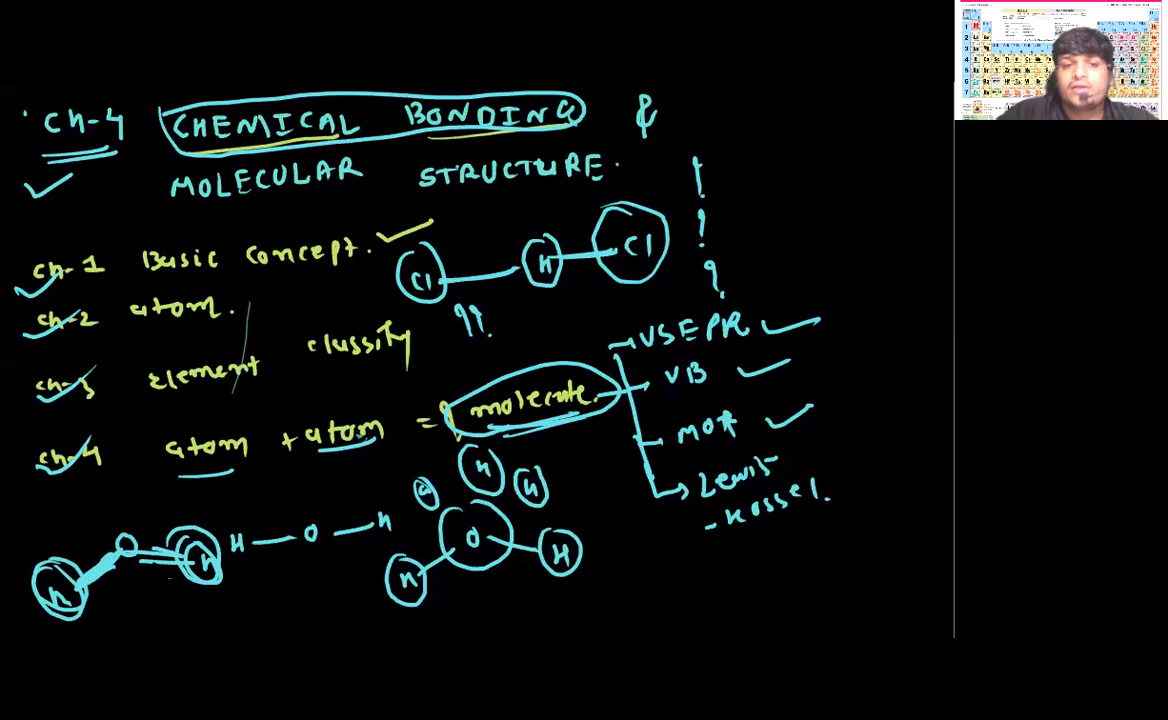 Ch-4 CHEMICAL BONDING &
MOLECULAR STRUCTURE.
Ch-1 Basic concept.
Ch-2 atom.
Ch-3 element classify
Ch-4 atom + atom = molecule.
Cl H Cl
??
!
?
?
VSEPR
VB
MOT
Lewis
- Kossel.
H O H
H O H
H H
Cl
H O H